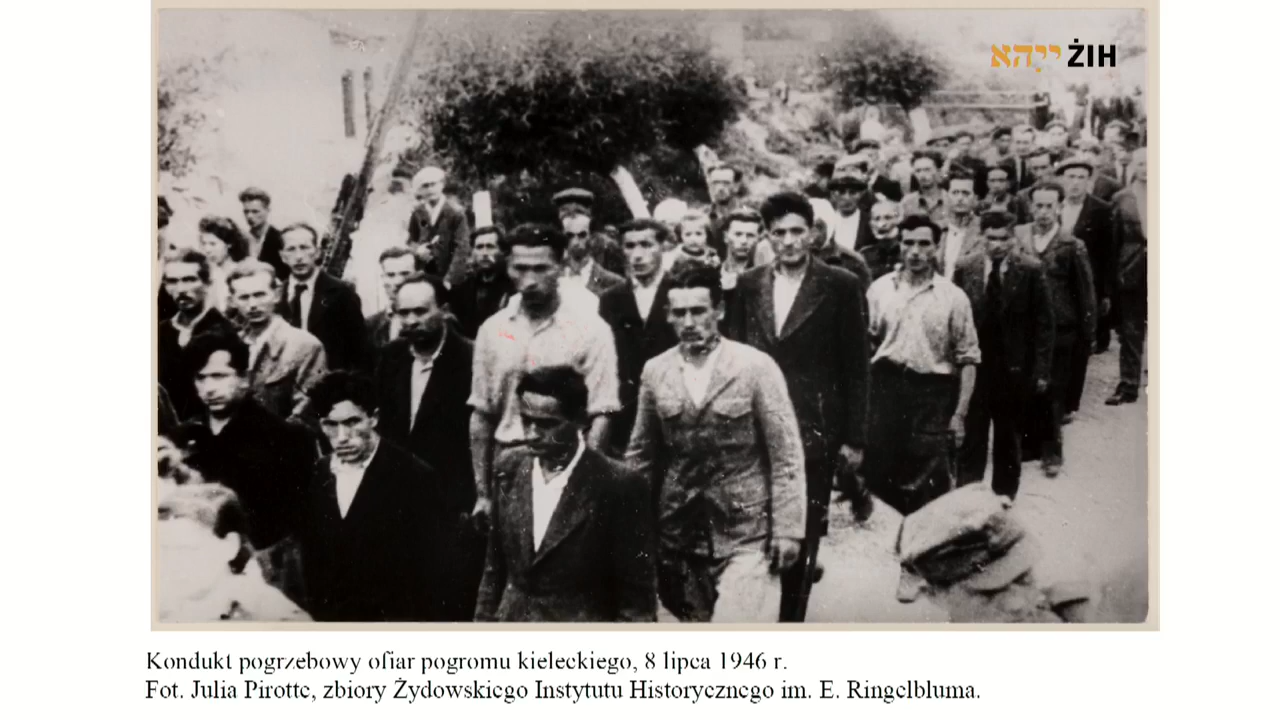 ייִהאַ ŻIH
Kondukt pogrzebowy ofiar pogromu kieleckiego, 8 lipca 1946 r.
Fot. Julia Pirotte, zbiory Żydowskiego Instytutu Historycznego im. E. Ringelbluma.